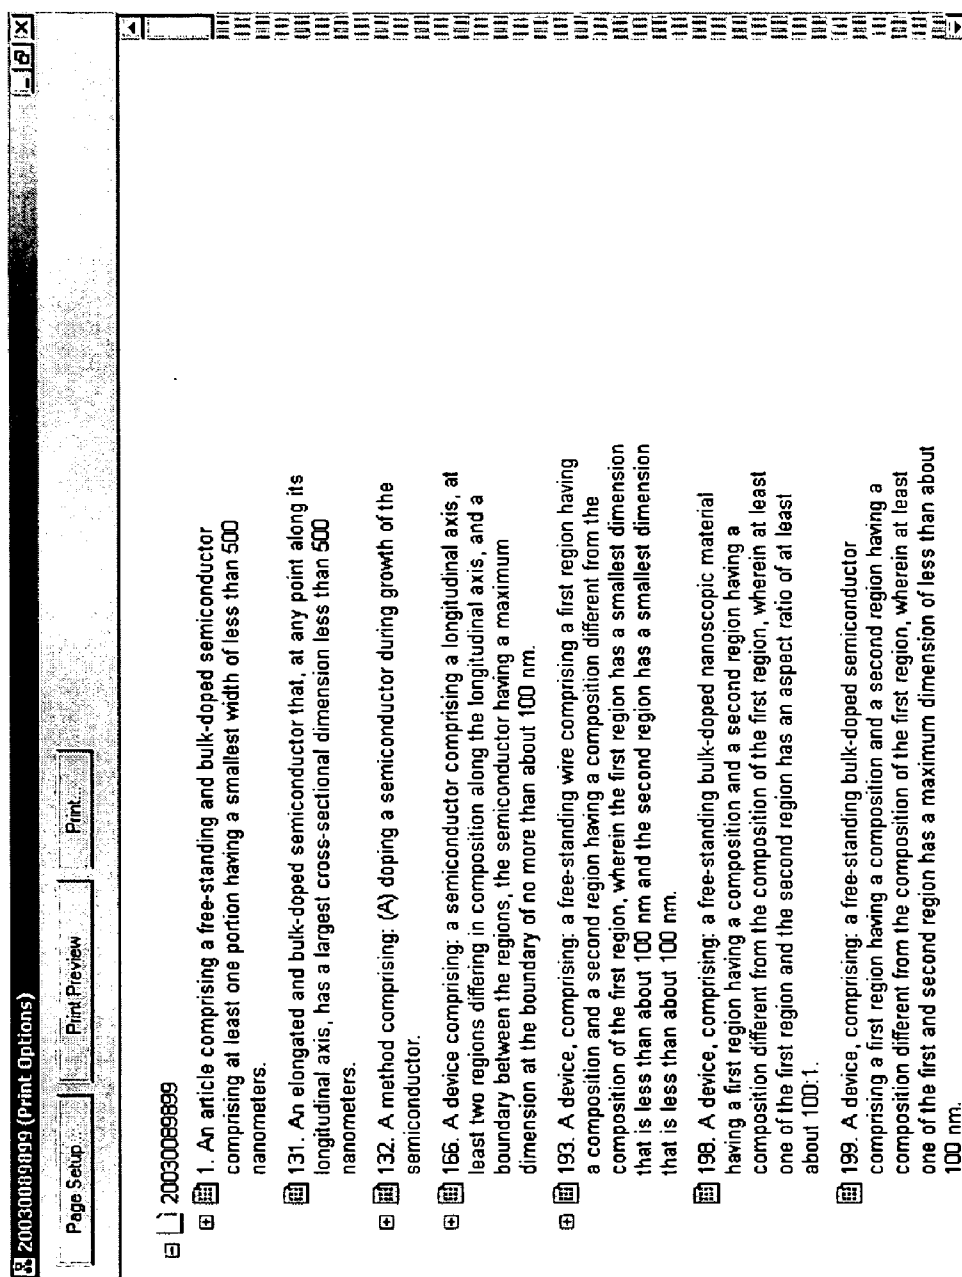 20030089899 (Print Options)
Page Setup...
Print Preview
Print...
20030089899
1. An article comprising a free-standing and bulk-doped semiconductor
comprising at least one portion having a smallest width of less than 500
nanometers.
131. An elongated and bulk-doped semiconductor that, at any point along its
longitudinal axis, has a largest cross-sectional dimension less than 500
nanometers.
132. A method comprising: (A) doping a semiconductor during growth of the
semiconductor.
166. A device comprising: a semiconductor comprising a longitudinal axis, at
least two regions differing in composition along the longitudinal axis, and a
boundary between the regions, the semiconductor having a maximum
dimension at the boundary of no more than about 100 nm.
193. A device, comprising: a free-standing wire comprising a first region having
a composition and a second region having a composition different from the
composition of the first region, wherein the first region has a smallest dimension
that is less than about 100 nm and the second region has a smallest dimension
that is less than about 100 nm.
198. A device, comprising: a free-standing bulk-doped nanoscopic material
having a first region having a composition and a second region having a
composition different from the composition of the first region, wherein at least
one of the first region and the second region has an aspect ratio of at least
about 100:1.
199. A device, comprising: a free-standing bulk-doped semiconductor
comprising a first region having a composition and a second region having a
composition different from the composition of the first region, wherein at least
one of the first and second region has a maximum dimension of less than about
100 nm.